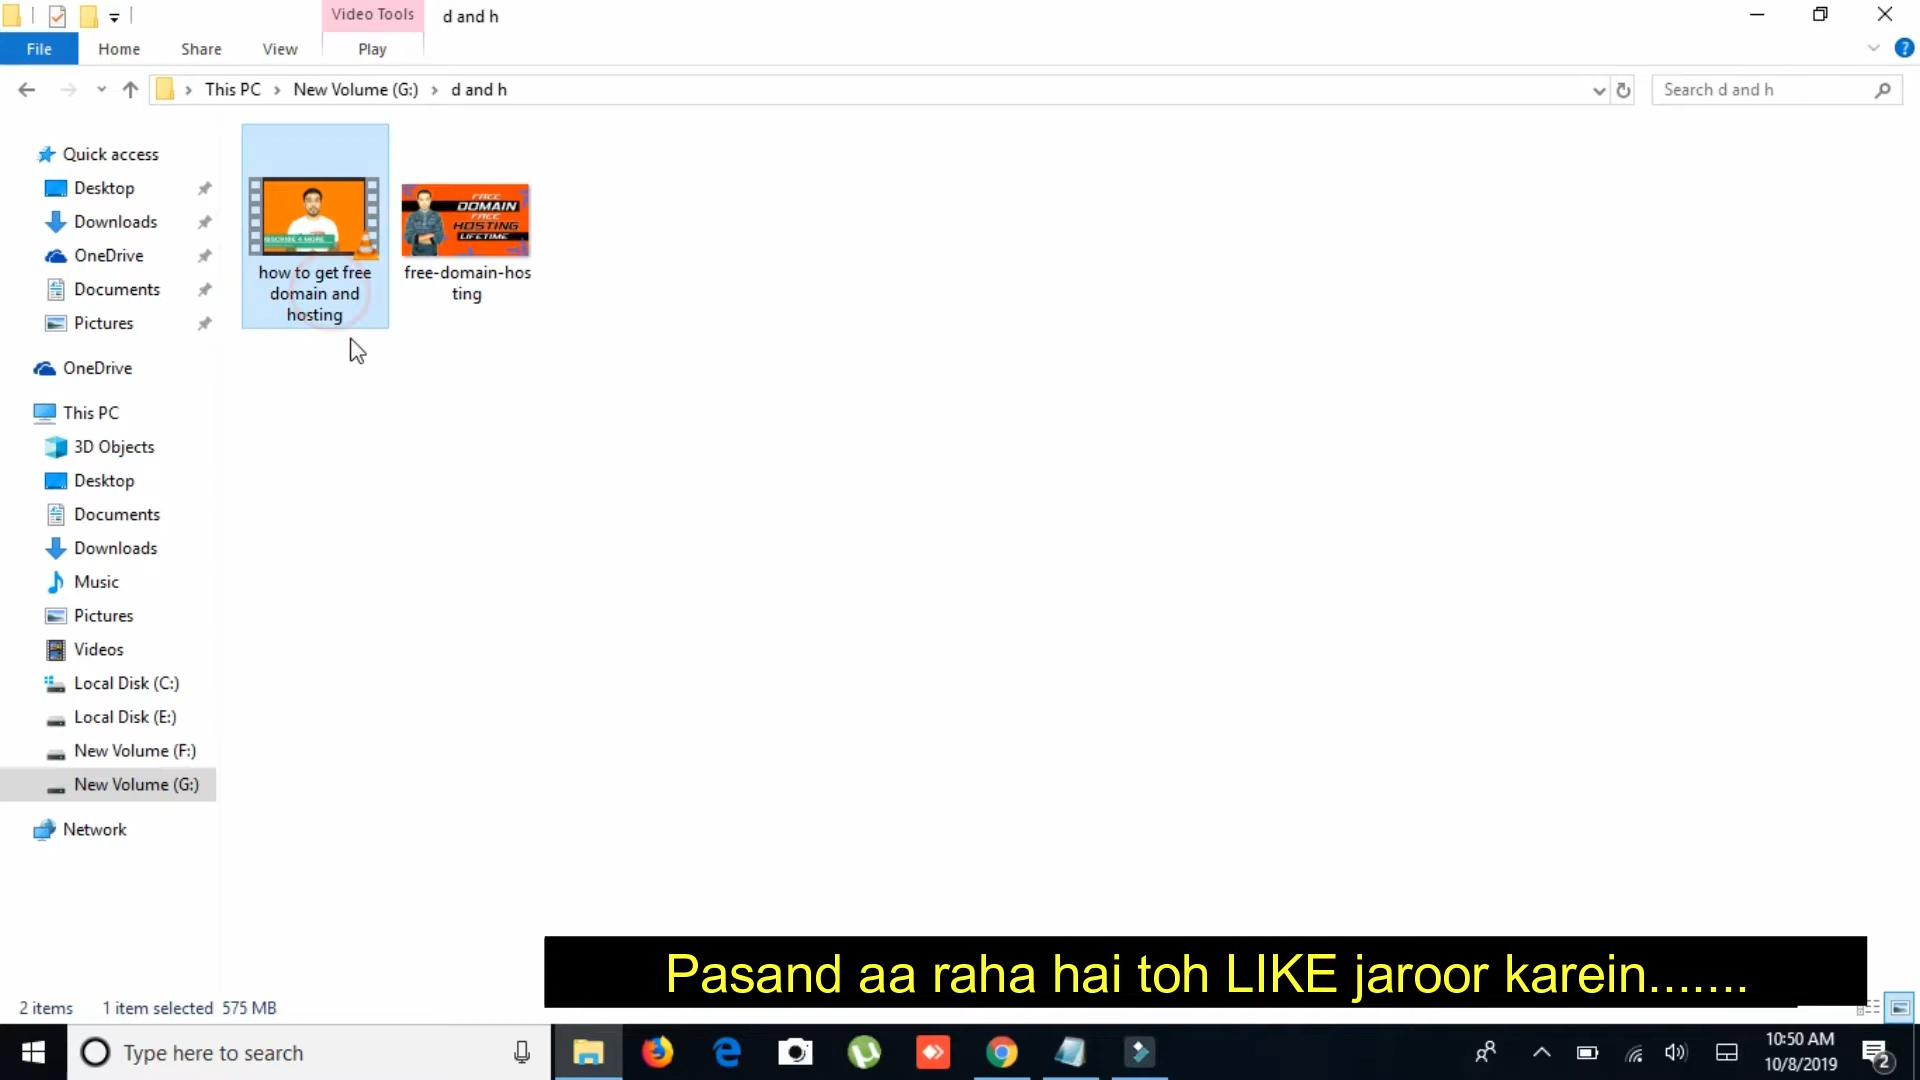 Video Tools
d and h
File
Home
Share
View
Play
This PC
New Volume (G:)
d and h
Search d and h
Quick access
Desktop
Downloads
OneDrive
Documents
Pictures
OneDrive
This PC
3D Objects
Desktop
Documents
Downloads
Music
Pictures
Videos
Local Disk (C:)
Local Disk (E:)
New Volume (F:)
New Volume (G:)
Network
how to get free
domain and
hosting
FREE
DOMAIN
FREE
HOSTING
LIFETIME
free-domain-hos
ting
Pasand aa raha hai toh LIKE jaroor karein.......
2 items
1 item selected 575 MB
Type here to search
10:50 AM
10/8/2019
2